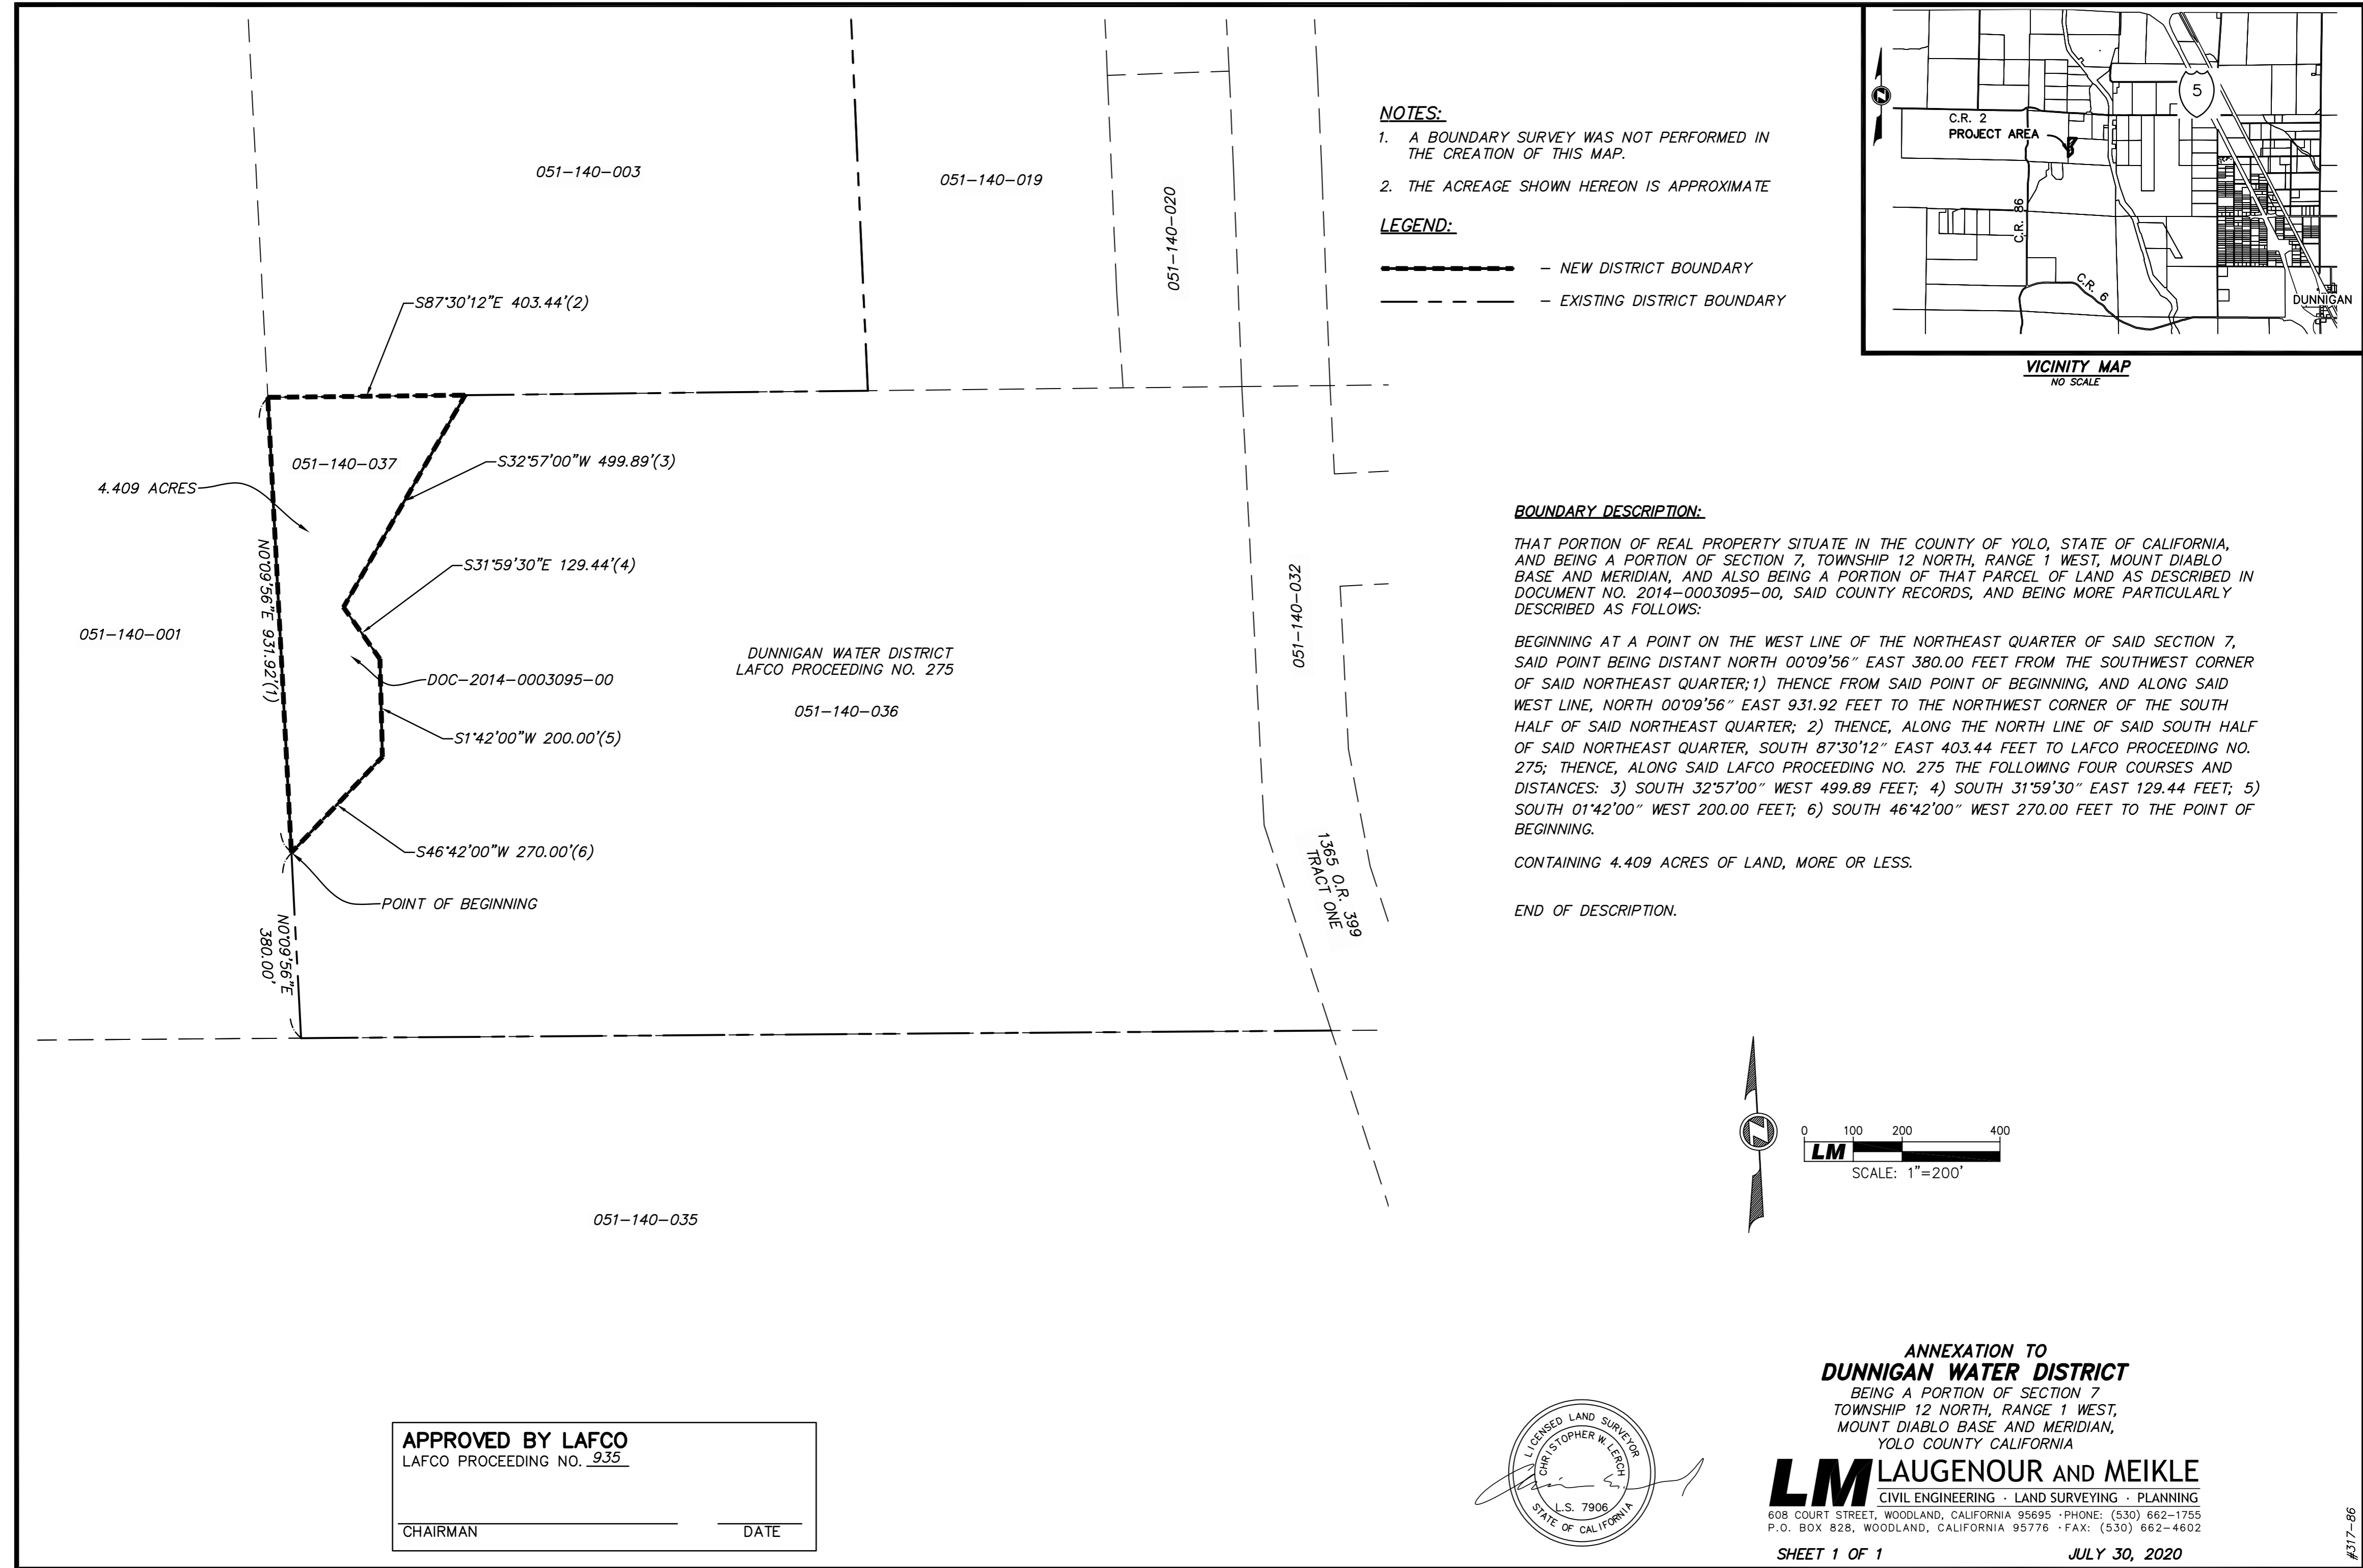 051-140-003
051-140-019
051-140-020
S87°30'12"E 403.44'(2)
051-140-037
4.409 ACRES
S32°57'00"W 499.89'(3)
N0°09'56"E 931.92'(1)
S31°59'30"E 129.44'(4)
051-140-001
DUNNIGAN WATER DISTRICT
LAFCO PROCEEDING NO. 275
051-140-036
051-140-032
DOC-2014-0003095-00
S1°42'00"W 200.00'(5)
S46°42'00"W 270.00'(6)
POINT OF BEGINNING
N0°09'56"E
380.00'
1365 O.R. 399
TRACT ONE
051-140-035
NOTES:
1. A BOUNDARY SURVEY WAS NOT PERFORMED IN
THE CREATION OF THIS MAP.
2. THE ACREAGE SHOWN HEREON IS APPROXIMATE
LEGEND:
- NEW DISTRICT BOUNDARY
- EXISTING DISTRICT BOUNDARY
5
C.R. 2
PROJECT AREA
C.R. 86
C.R. 6
DUNNIGAN
VICINITY MAP
NO SCALE
BOUNDARY DESCRIPTION:
THAT PORTION OF REAL PROPERTY SITUATE IN THE COUNTY OF YOLO, STATE OF CALIFORNIA,
AND BEING A PORTION OF SECTION 7, TOWNSHIP 12 NORTH, RANGE 1 WEST, MOUNT DIABLO
BASE AND MERIDIAN, AND ALSO BEING A PORTION OF THAT PARCEL OF LAND AS DESCRIBED IN
DOCUMENT NO. 2014-0003095-00, SAID COUNTY RECORDS, AND BEING MORE PARTICULARLY
DESCRIBED AS FOLLOWS:
BEGINNING AT A POINT ON THE WEST LINE OF THE NORTHEAST QUARTER OF SAID SECTION 7,
SAID POINT BEING DISTANT NORTH 00°09'56" EAST 380.00 FEET FROM THE SOUTHWEST CORNER
OF SAID NORTHEAST QUARTER;1) THENCE FROM SAID POINT OF BEGINNING, AND ALONG SAID
WEST LINE, NORTH 00°09'56" EAST 931.92 FEET TO THE NORTHWEST CORNER OF THE SOUTH
HALF OF SAID NORTHEAST QUARTER; 2) THENCE, ALONG THE NORTH LINE OF SAID SOUTH HALF
OF SAID NORTHEAST QUARTER, SOUTH 87°30'12" EAST 403.44 FEET TO LAFCO PROCEEDING NO.
275; THENCE, ALONG SAID LAFCO PROCEEDING NO. 275 THE FOLLOWING FOUR COURSES AND
DISTANCES: 3) SOUTH 32°57'00" WEST 499.89 FEET; 4) SOUTH 31°59'30" EAST 129.44 FEET; 5)
SOUTH 01°42'00" WEST 200.00 FEET; 6) SOUTH 46°42'00" WEST 270.00 FEET TO THE POINT OF
BEGINNING.
CONTAINING 4.409 ACRES OF LAND, MORE OR LESS.
END OF DESCRIPTION.
0 100 200 400
LM
SCALE: 1"=200'
APPROVED BY LAFCO
LAFCO PROCEEDING NO. 935
CHAIRMAN DATE
LICENSED LAND SURVEYOR
CHRISTOPHER W. LERCH
L.S. 7906
STATE OF CALIFORNIA
ANNEXATION TO
DUNNIGAN WATER DISTRICT
BEING A PORTION OF SECTION 7
TOWNSHIP 12 NORTH, RANGE 1 WEST,
MOUNT DIABLO BASE AND MERIDIAN,
YOLO COUNTY CALIFORNIA
LM LAUGENOUR AND MEIKLE
CIVIL ENGINEERING · LAND SURVEYING · PLANNING
608 COURT STREET, WOODLAND, CALIFORNIA 95695 ·PHONE: (530) 662-1755
P.O. BOX 828, WOODLAND, CALIFORNIA 95776 ·FAX: (530) 662-4602
SHEET 1 OF 1 JULY 30, 2020
#317-86